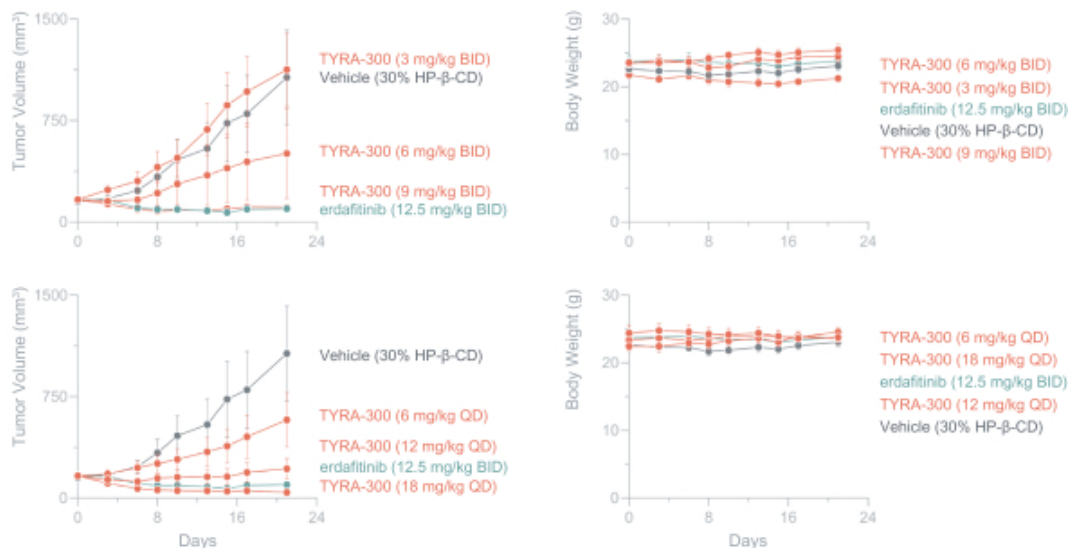 Tumor Volume (mm³)
1500
750
0
0
8
16
24
TYRA-300 (3 mg/kg BID)
Vehicle (30% HP-β-CD)
TYRA-300 (6 mg/kg BID)
TYRA-300 (9 mg/kg BID)
erdafitinib (12.5 mg/kg BID)
Body Weight (g)
30
20
10
0
0
8
16
24
TYRA-300 (6 mg/kg BID)
TYRA-300 (3 mg/kg BID)
erdafitinib (12.5 mg/kg BID)
Vehicle (30% HP-β-CD)
TYRA-300 (9 mg/kg BID)
Tumor Volume (mm³)
1500
750
0
0
8
16
24
Days
Vehicle (30% HP-β-CD)
TYRA-300 (6 mg/kg QD)
TYRA-300 (12 mg/kg QD)
erdafitinib (12.5 mg/kg BID)
TYRA-300 (18 mg/kg QD)
Body Weight (g)
30
20
10
0
0
8
16
24
Days
TYRA-300 (6 mg/kg QD)
TYRA-300 (18 mg/kg QD)
erdafitinib (12.5 mg/kg BID)
TYRA-300 (12 mg/kg QD)
Vehicle (30% HP-β-CD)